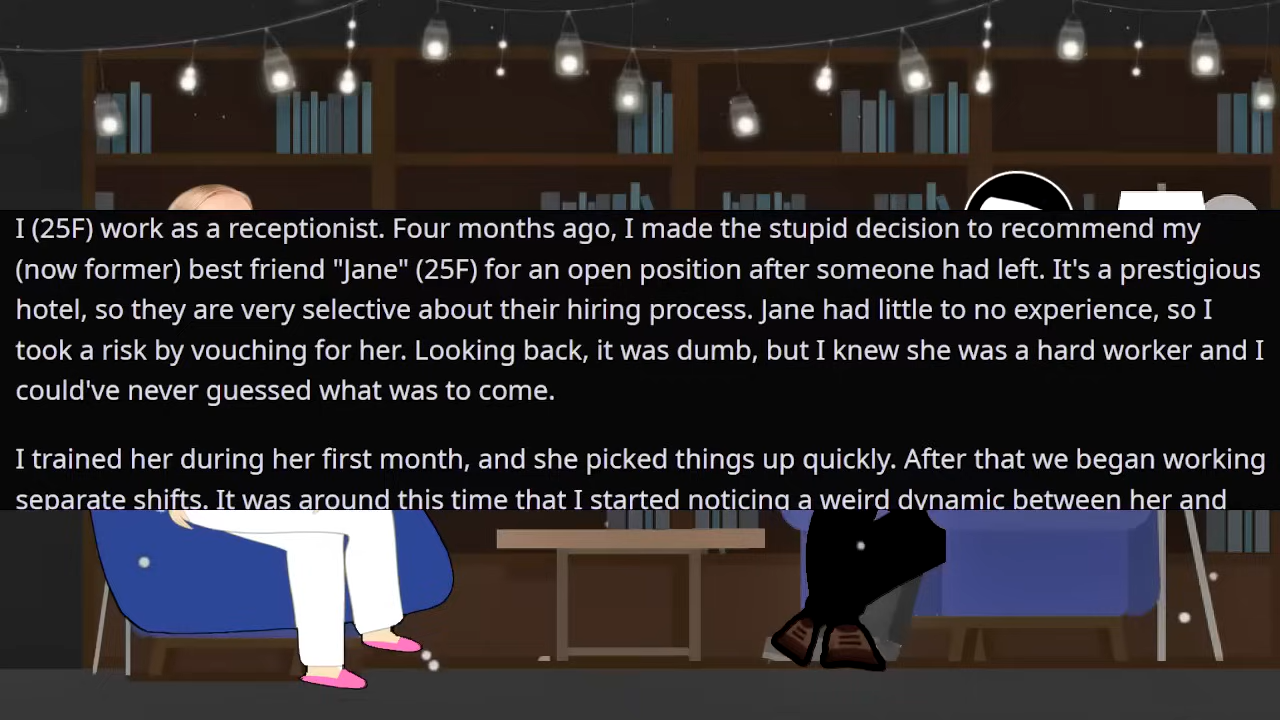 I (25F) work as a receptionist. Four months ago, I made the stupid decision to recommend my
(now former) best friend "Jane" (25F) for an open position after someone had left. It's a prestigious
hotel, so they are very selective about their hiring process. Jane had little to no experience, so I
took a risk by vouching for her. Looking back, it was dumb, but I knew she was a hard worker and I
could've never guessed what was to come.
I trained her during her first month, and she picked things up quickly. After that we began working
separate shifts. It was around this time that I started noticing a weird dynamic between her and